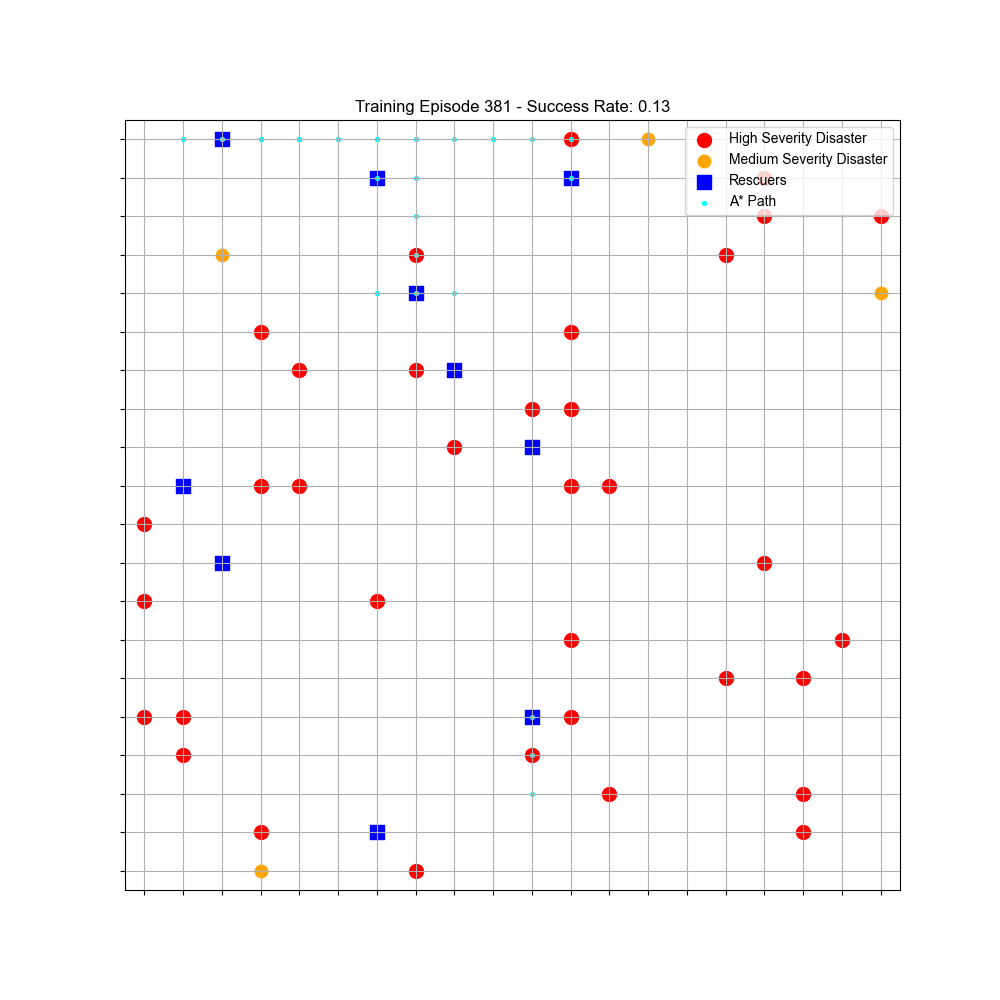 Training Episode 381 - Success Rate: 0.13
High Severity Disaster
Medium Severity Disaster
Rescuers
A* Path